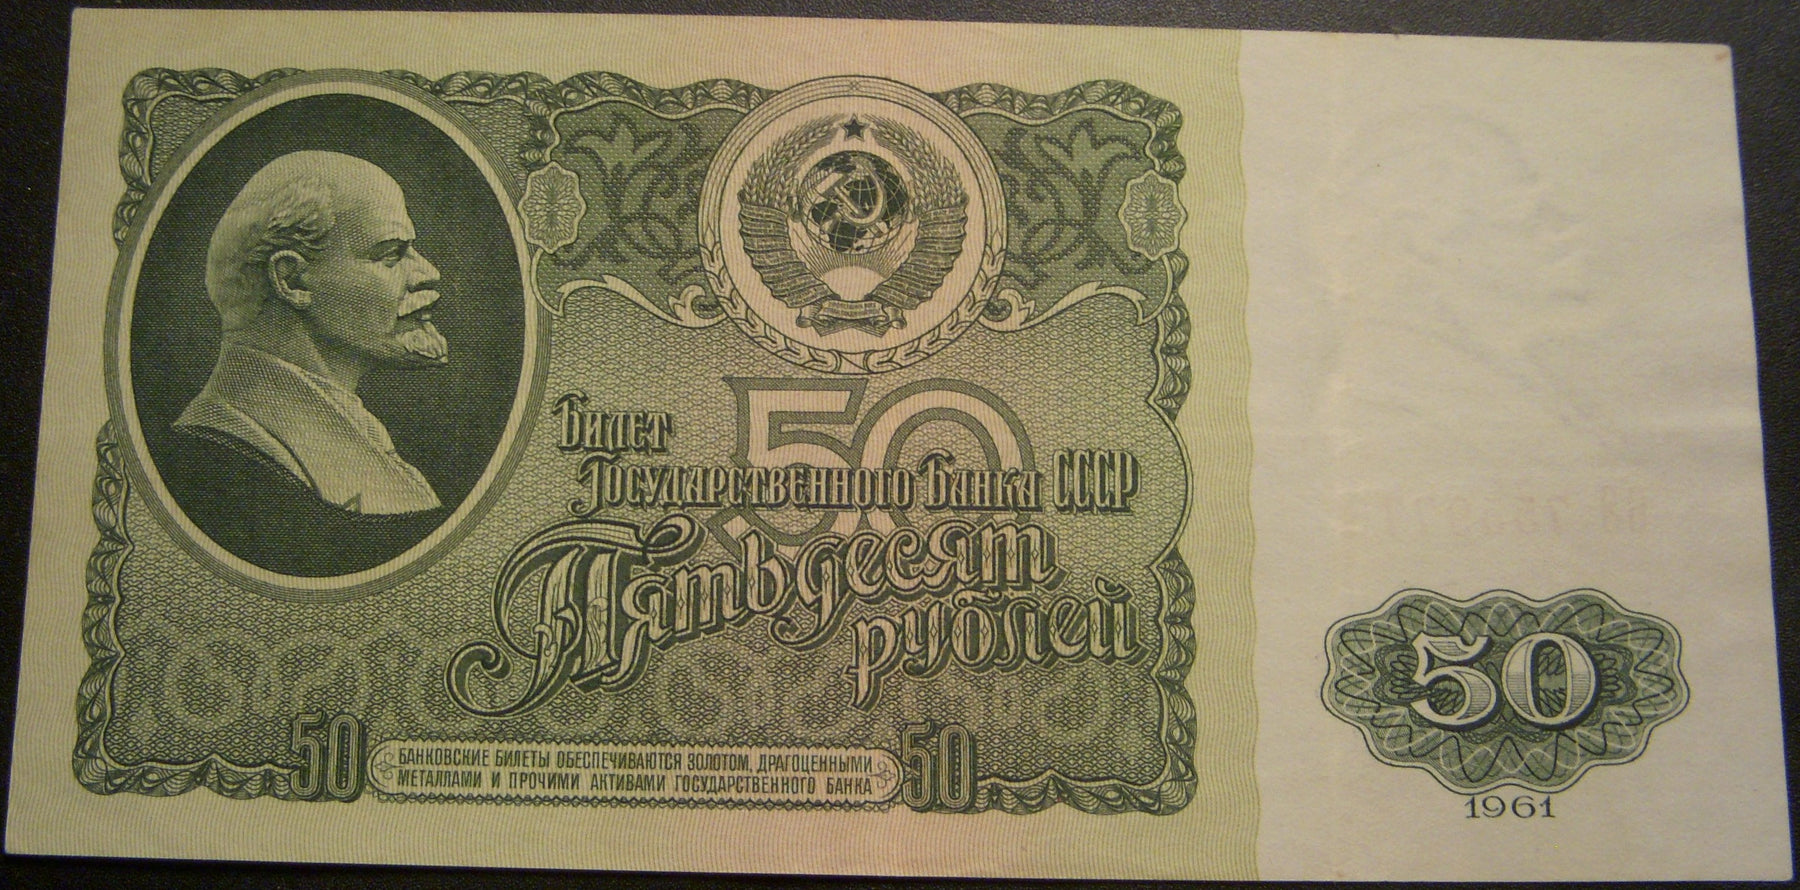 50
Билет
Государственного Банка СССР
Пятьдесят
рублей
50
БАНКОВСКИЕ БИЛЕТЫ ОБЕСПЕЧИВАЮТСЯ ЗОЛОТОМ, ДРАГОЦЕННЫМИ
МЕТАЛЛАМИ И ПРОЧИМИ АКТИВАМИ ГОСУДАРСТВЕННОГО БАНКА
50
50
1961